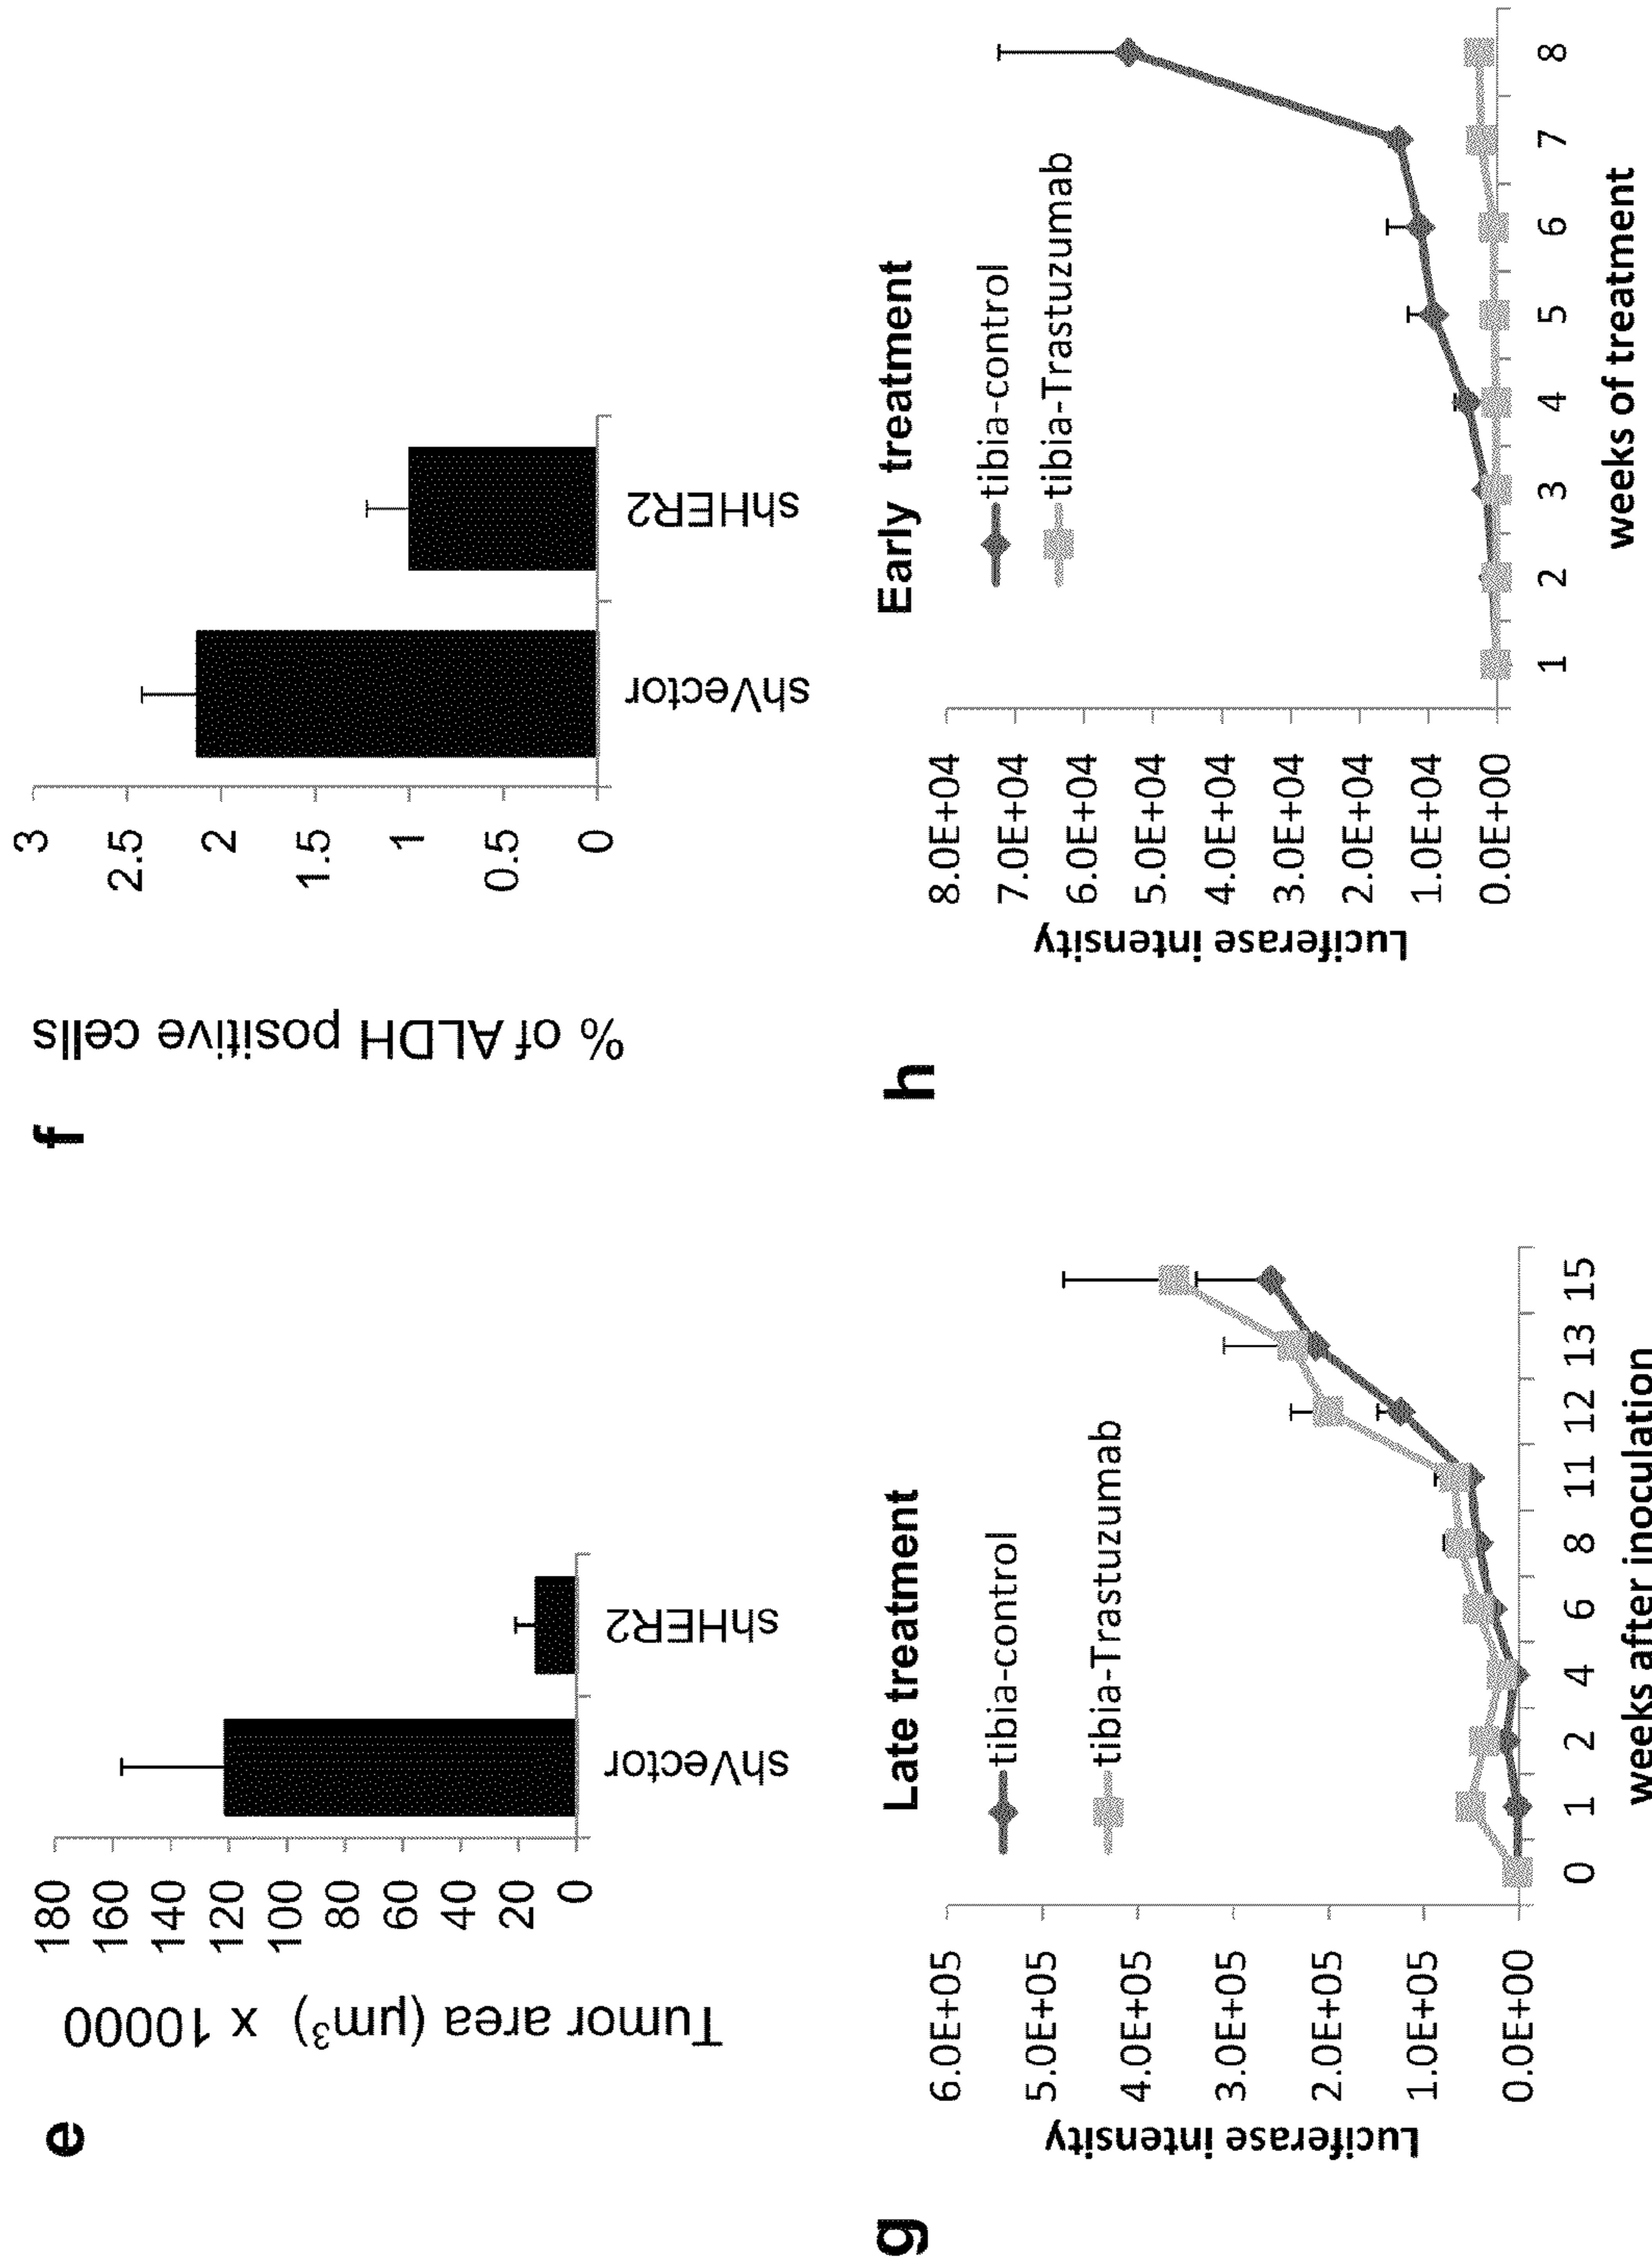 e
Tumor area (µm³) x 10000
180
160
140
120
100
80
60
40
20
0
shVector
shHER2
f
% of ALDH positive cells
3
2.5
2
1.5
1
0.5
0
shVector
shHER2
g
Late treatment
tibia-control
tibia-Trastuzumab
Luciferase intensity
6.0E+05
5.0E+05
4.0E+05
3.0E+05
2.0E+05
1.0E+05
0.0E+00
0 1 2 4 6 8 11 12 13 15
weeks after inoculation
h
Early treatment
tibia-control
tibia-Trastuzumab
Luciferase intensity
8.0E+04
7.0E+04
6.0E+04
5.0E+04
4.0E+04
3.0E+04
2.0E+04
1.0E+04
0.0E+00
1 2 3 4 5 6 7 8
weeks of treatment